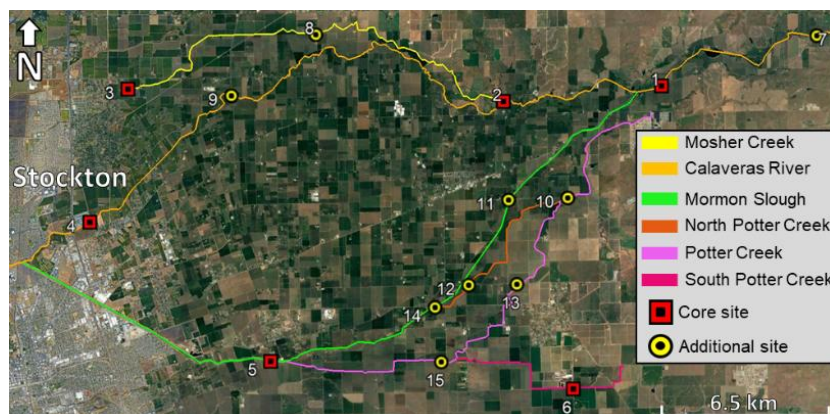 N
8
7
3
9
2
1
Stockton
4
11
10
12
13
14
5
15
6
Mosher Creek
Calaveras River
Mormon Slough
North Potter Creek
Potter Creek
South Potter Creek
Core site
Additional site
6.5 km